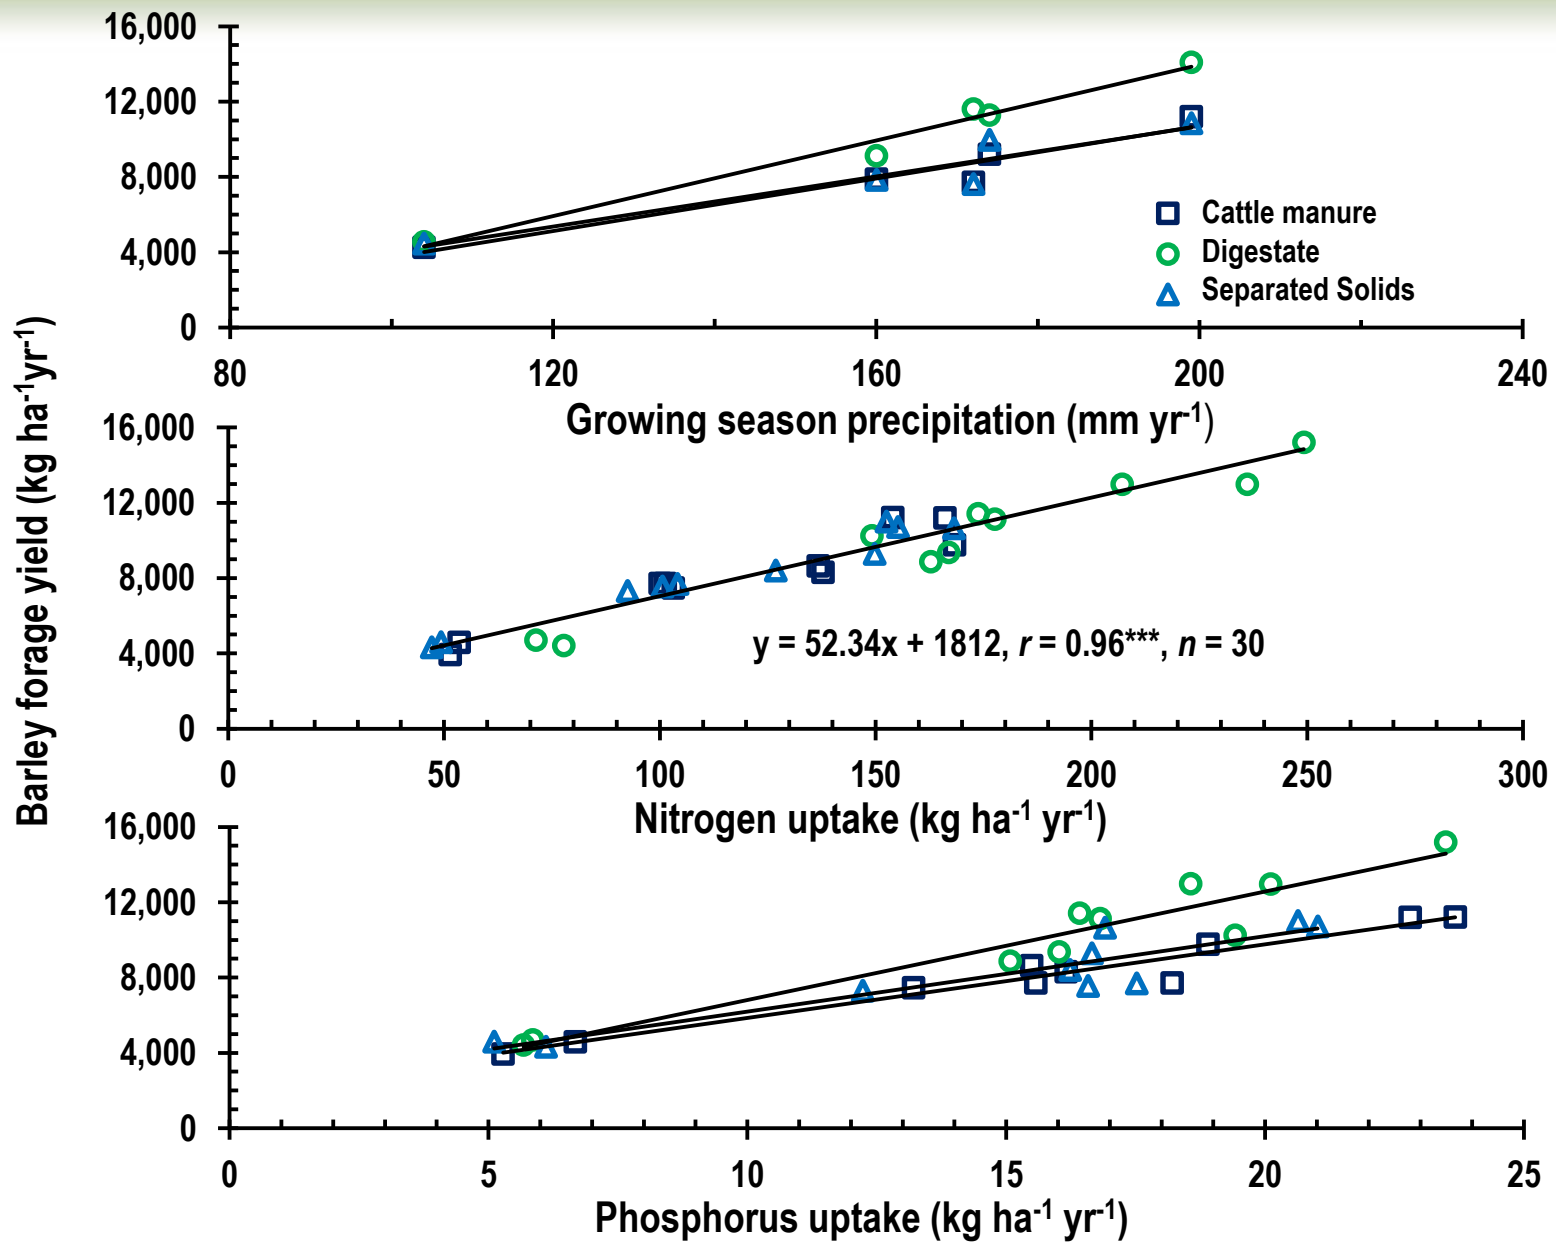 Barley forage yield (kg ha-1yr-1)
16,000
12,000
8,000
4,000
0
Cattle manure
Digestate
Separated Solids
80 120 160 200 240
Growing season precipitation (mm yr-1)
16,000
12,000
8,000
4,000
0
y = 52.34x + 1812, r = 0.96***, n = 30
0 50 100 150 200 250 300
Nitrogen uptake (kg ha-1 yr-1)
16,000
12,000
8,000
4,000
0
0 5 10 15 20 25
Phosphorus uptake (kg ha-1 yr-1)